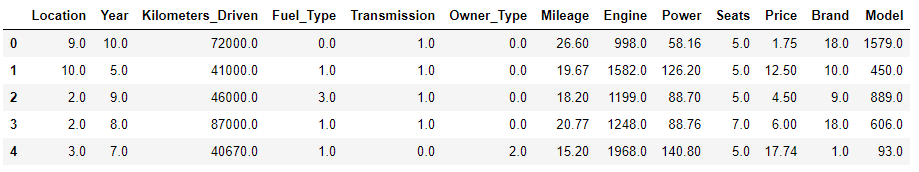 Location Year Kilometers_Driven Fuel_Type Transmission Owner_Type Mileage Engine Power Seats Price Brand Model
0 9.0 10.0 72000.0 0.0 1.0 0.0 26.60 998.0 58.16 5.0 1.75 18.0 1579.0
1 10.0 5.0 41000.0 1.0 1.0 0.0 19.67 1582.0 126.20 5.0 12.50 10.0 450.0
2 2.0 9.0 46000.0 3.0 1.0 0.0 18.20 1199.0 88.70 5.0 4.50 9.0 889.0
3 2.0 8.0 87000.0 1.0 1.0 0.0 20.77 1248.0 88.76 7.0 6.00 18.0 606.0
4 3.0 7.0 40670.0 1.0 0.0 2.0 15.20 1968.0 140.80 5.0 17.74 1.0 93.0